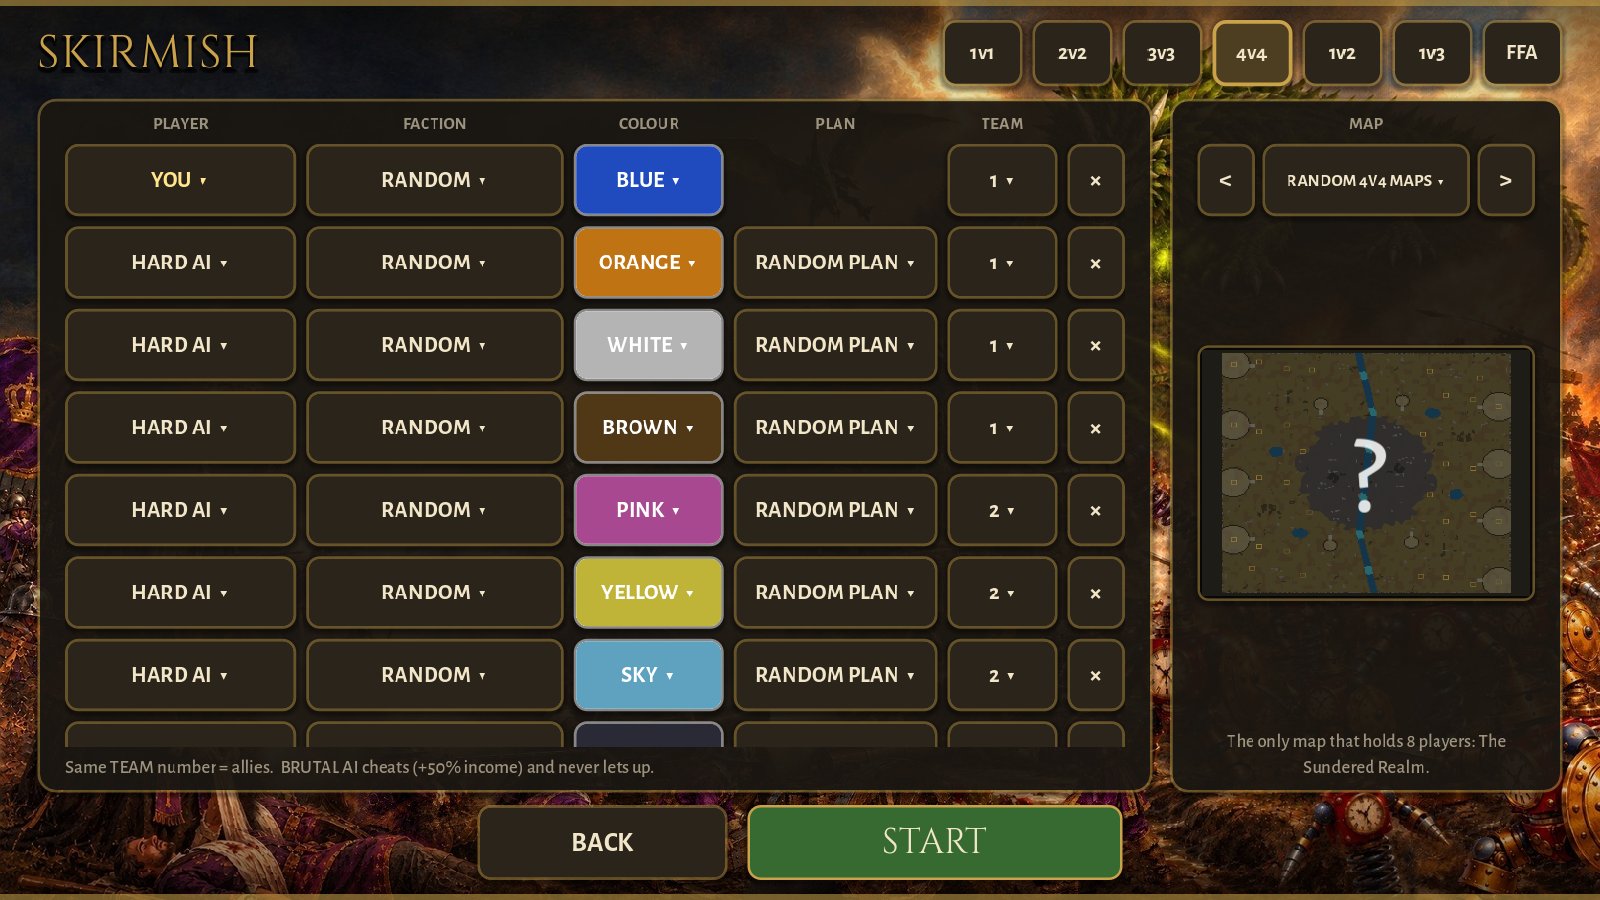 SKIRMISH
1v1 2v2 3v3 4v4 1v2 1v3 FFA
PLAYER FACTION COLOUR PLAN TEAM
YOU ▾ RANDOM ▾ BLUE ▾ 1 ▾ ×
HARD AI ▾ RANDOM ▾ ORANGE ▾ RANDOM PLAN ▾ 1 ▾ ×
HARD AI ▾ RANDOM ▾ WHITE ▾ RANDOM PLAN ▾ 1 ▾ ×
HARD AI ▾ RANDOM ▾ BROWN ▾ RANDOM PLAN ▾ 1 ▾ ×
HARD AI ▾ RANDOM ▾ PINK ▾ RANDOM PLAN ▾ 2 ▾ ×
HARD AI ▾ RANDOM ▾ YELLOW ▾ RANDOM PLAN ▾ 2 ▾ ×
HARD AI ▾ RANDOM ▾ SKY ▾ RANDOM PLAN ▾ 2 ▾ ×
Same TEAM number = allies. BRUTAL AI cheats (+50% income) and never lets up.
MAP
< RANDOM 4V4 MAPS ▾ >
?
The only map that holds 8 players: The
Sundered Realm.
BACK START